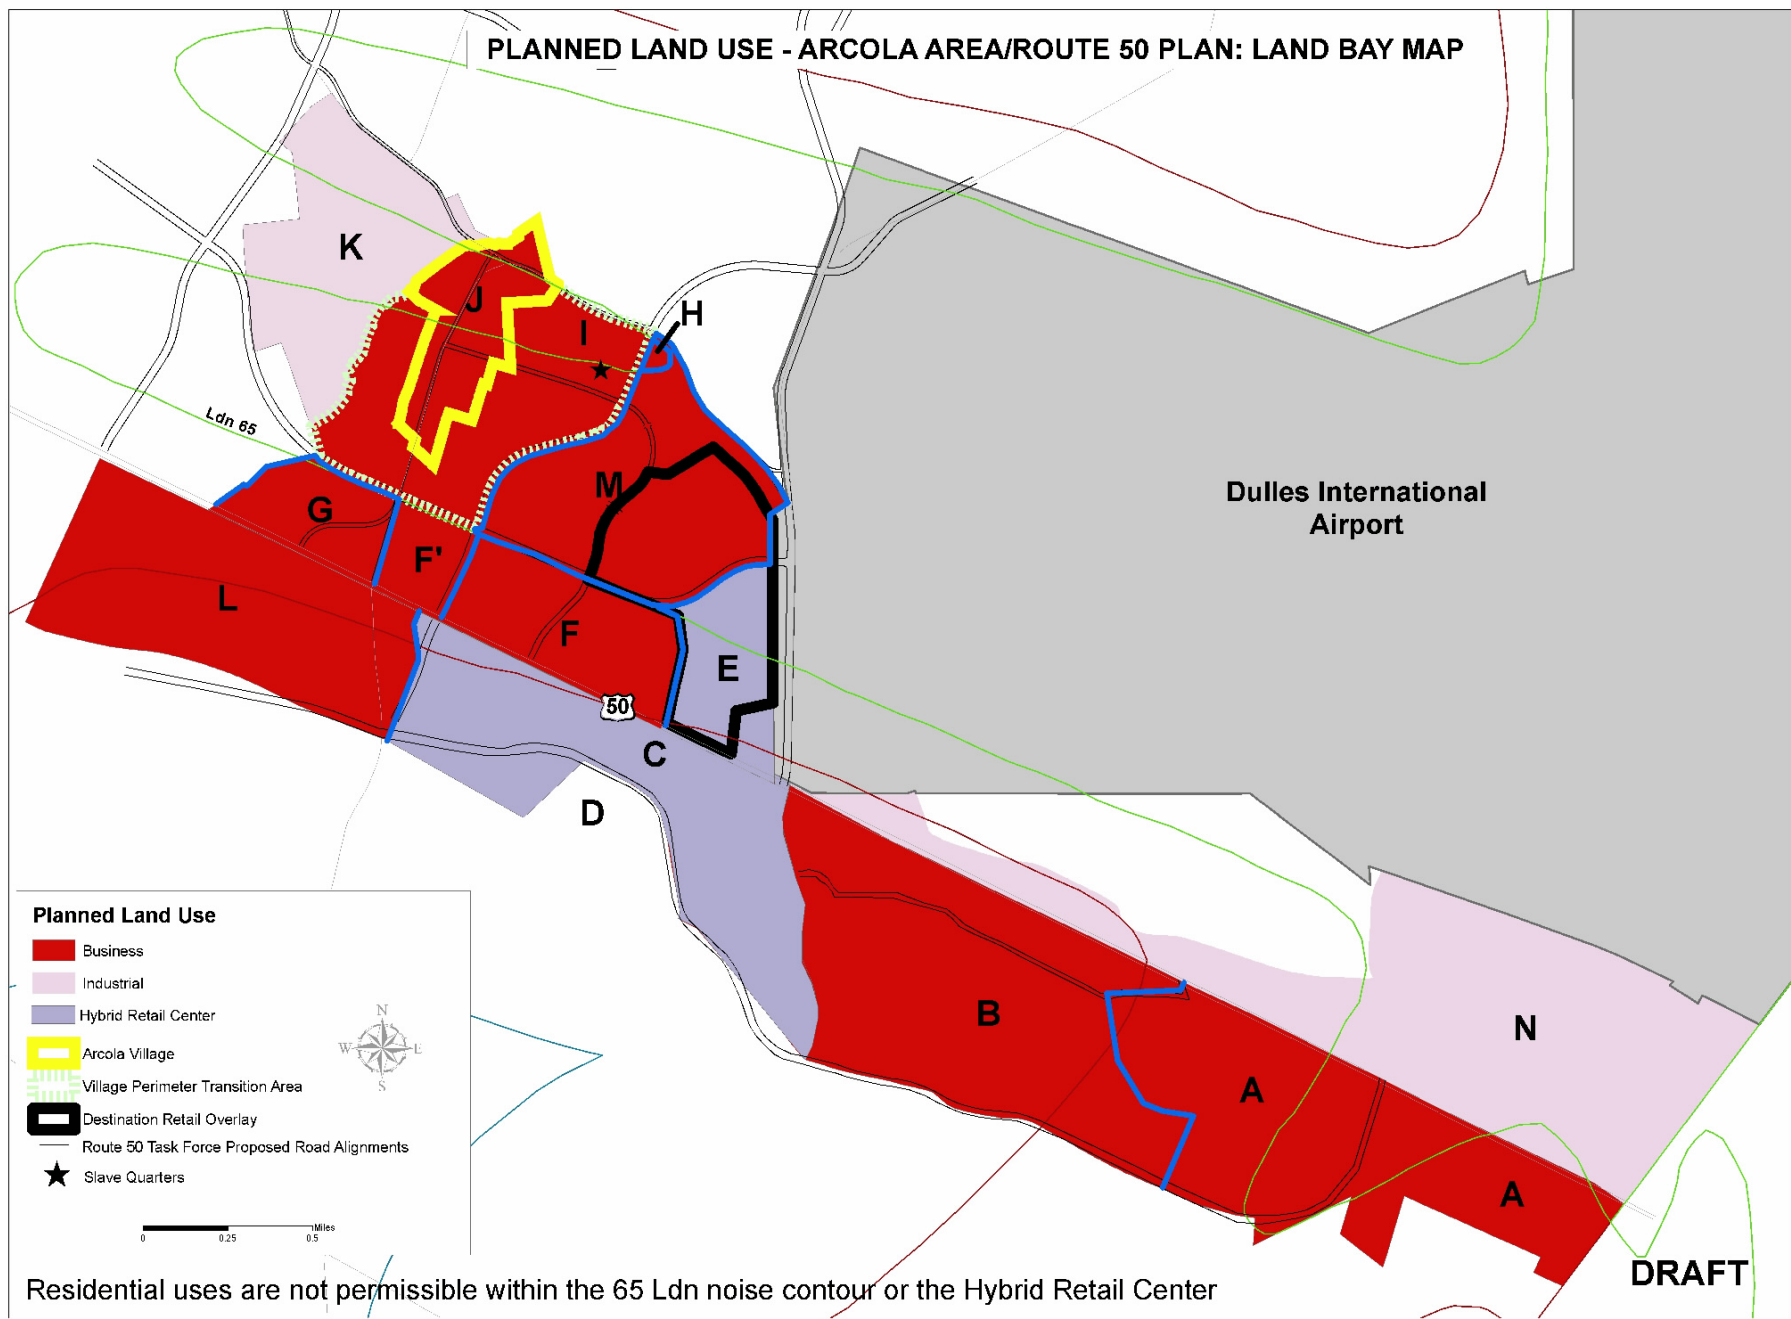 PLANNED LAND USE - ARCOLA AREA/ROUTE 50 PLAN: LAND BAY MAP
K
J
I
H
Ldn 65
M
G
F'
L
F
E
50
C
D
Dulles International
Airport
B
A
N
A
Planned Land Use
Business
Industrial
Hybrid Retail Center
Arcola Village
Village Perimeter Transition Area
Destination Retail Overlay
Route 50 Task Force Proposed Road Alignments
Slave Quarters
N
W E
S
Miles
0 0.25 0.5
DRAFT
Residential uses are not permissible within the 65 Ldn noise contour or the Hybrid Retail Center